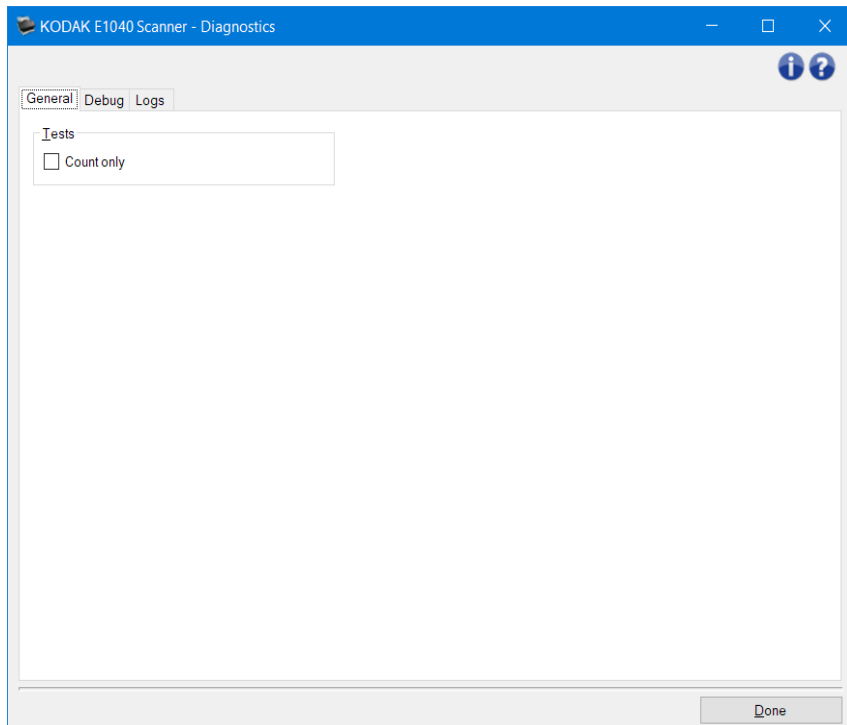 KODAK E1040 Scanner - Diagnostics
General Debug Logs
Tests
Count only
Done